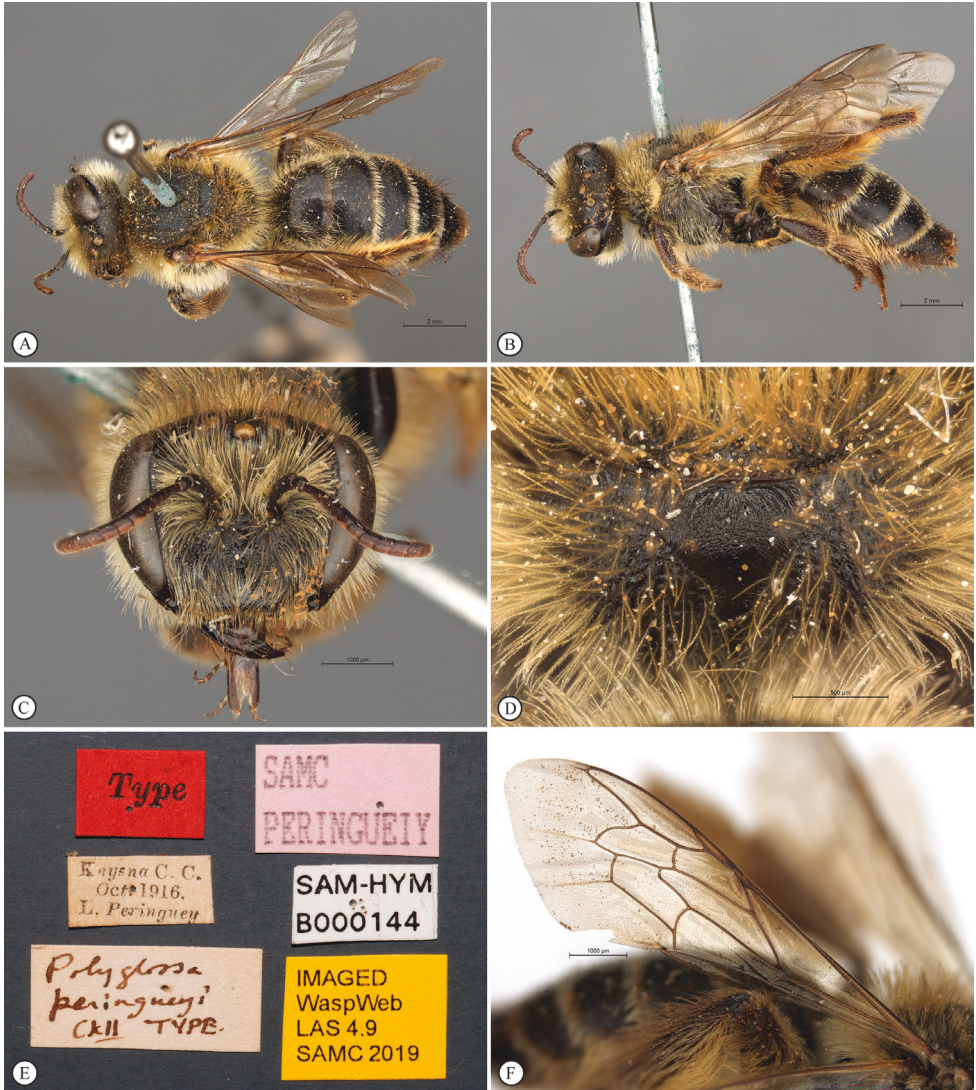 2 mm
A
2 mm
B
1000 µm
C
500 µm
D
Type
SAMC
PERINGUEIY
Knysna C. C.
Oct. 1916.
L. Peringuey
SAM-HYM
B000144
Polyglossa
peringueyi
Ckll TYPE.
IMAGED
WaspWeb
LAS 4.9
SAMC 2019
E
1000 µm
F